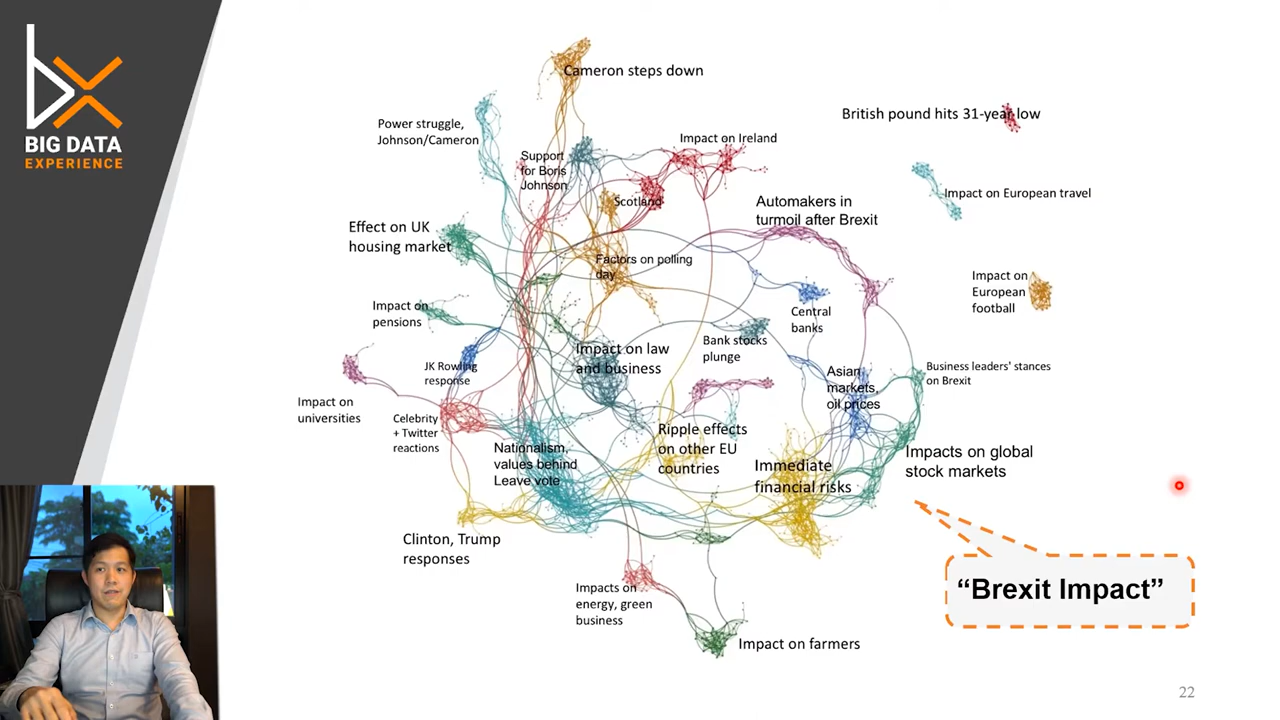 BIG DATA
EXPERIENCE
Cameron steps down
British pound hits 31-year low
Power struggle,
Johnson/Cameron
Impact on Ireland
Support
for Boris
Johnson
Impact on European travel
Scotland
Automakers in
turmoil after Brexit
Effect on UK
housing market
Factors on polling
day
Impact on
European
football
Impact on
pensions
Central
banks
Bank stocks
plunge
Impact on law
and business
JK Rowling
response
Asian
markets,
oil prices
Business leaders' stances
on Brexit
Impact on
universities
Celebrity
+ Twitter
reactions
Nationalism,
values behind
Leave vote
Ripple effects
on other EU
countries
Immediate
financial risks
Impacts on global
stock markets
Clinton, Trump
responses
Impacts on
energy, green
business
Impact on farmers
“Brexit Impact”
22